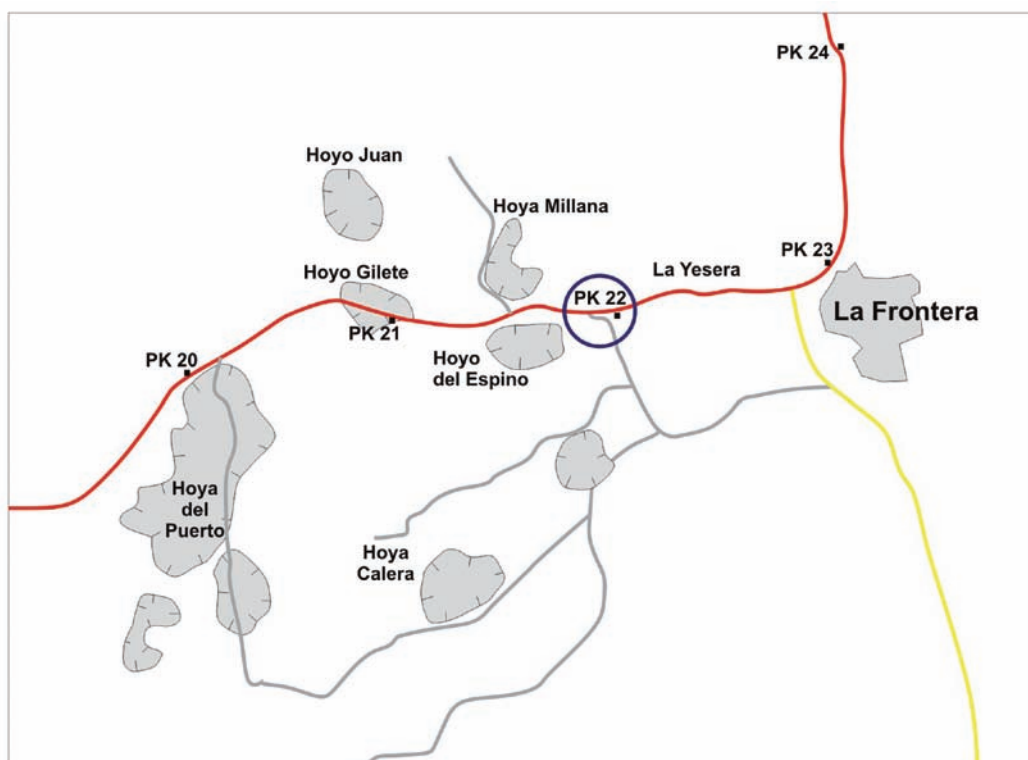 PK 24
Hoyo Juan
Hoya Millana
PK 23
La Yesera
Hoyo Gilete
PK 22
La Frontera
PK 21
PK 20
Hoyo
del Espino
Hoya
del
Puerto
Hoya
Calera